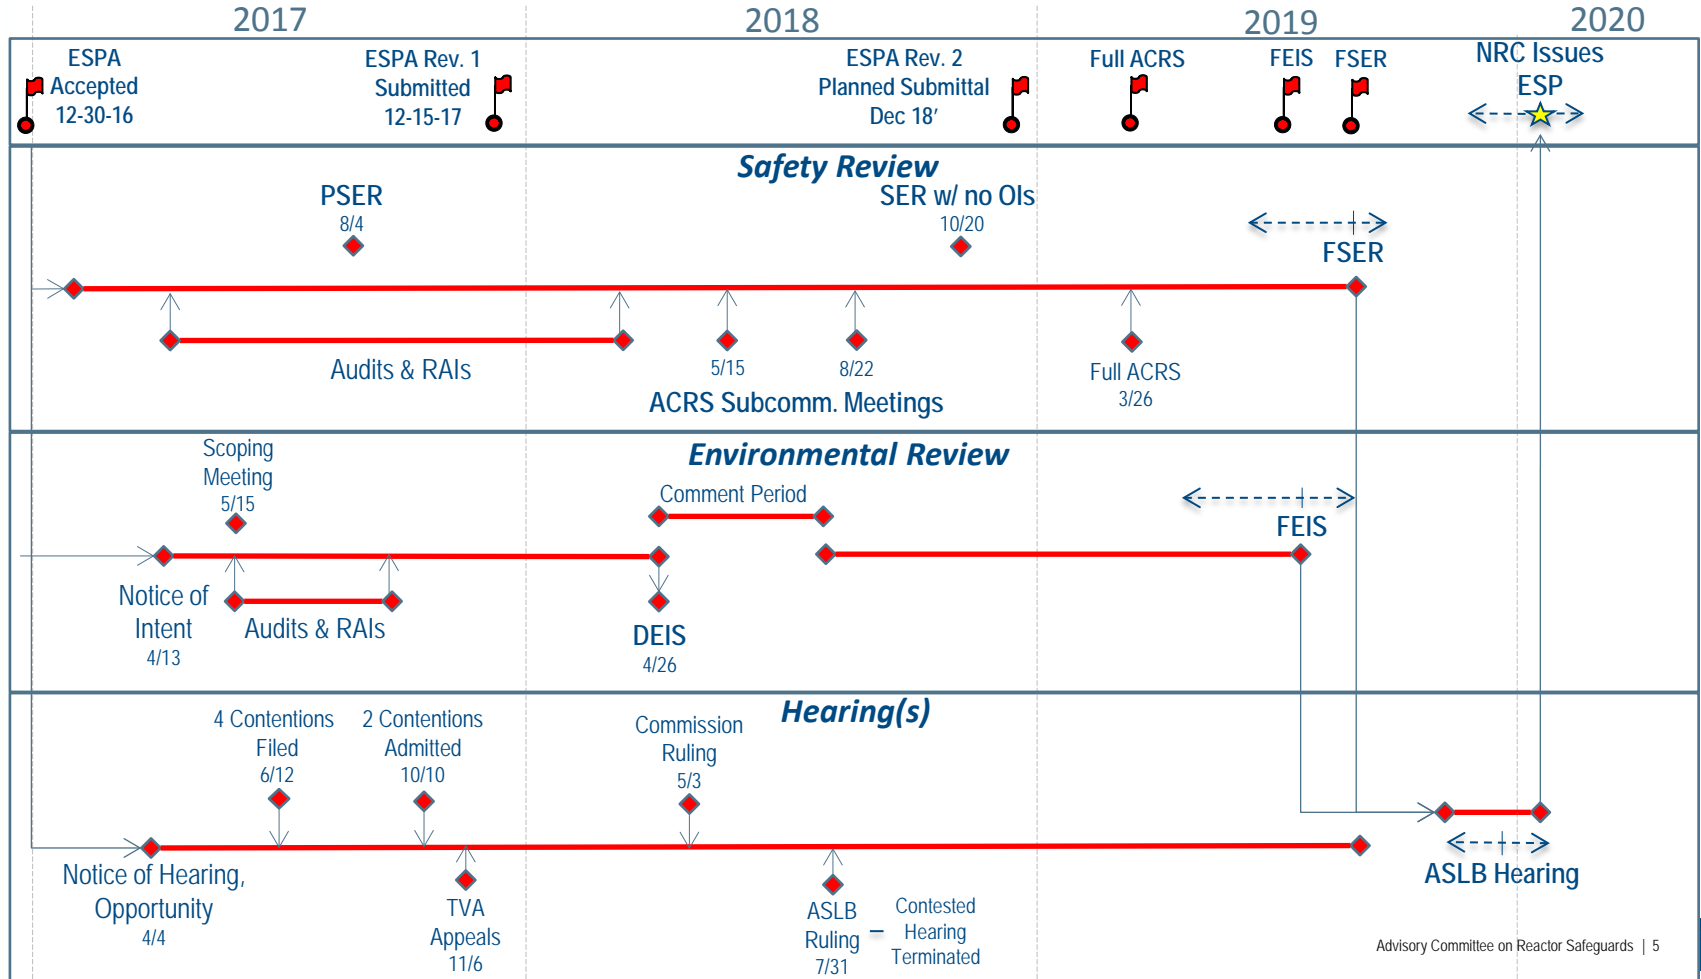 2017
2018
2019
2020
ESPA
Accepted
12-30-16
ESPA Rev. 1
Submitted
12-15-17
ESPA Rev. 2
Planned Submittal
Dec 18’
Full ACRS
FEIS
FSER
NRC Issues
ESP
Safety Review
PSER
8/4
SER w/ no OIs
10/20
FSER
Audits & RAIs
5/15
8/22
ACRS Subcomm. Meetings
Full ACRS
3/26
Environmental Review
Scoping
Meeting
5/15
Comment Period
FEIS
Notice of
Intent
4/13
Audits & RAIs
DEIS
4/26
Hearing(s)
4 Contentions
Filed
6/12
2 Contentions
Admitted
10/10
Commission
Ruling
5/3
Notice of Hearing,
Opportunity
4/4
TVA
Appeals
11/6
ASLB
Ruling
7/31
– Contested
Hearing
Terminated
ASLB Hearing
Advisory Committee on Reactor Safeguards | 5